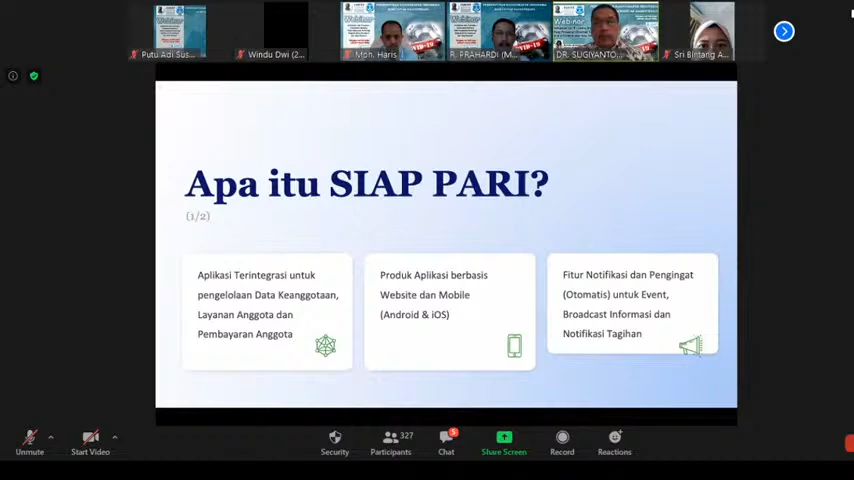 Putu Adi Sus...
Windu Dwi (2...
Moh. Haris
R. PRAHARDI (M...
DR. SUGIYANTO...
Sri Bintang A...
Webinar
Webinar
Apa itu SIAP PARI?
(1/2)
Aplikasi Terintegrasi untuk
pengelolaan Data Keanggotaan,
Layanan Anggota dan
Pembayaran Anggota
Produk Aplikasi berbasis
Website dan Mobile
(Android & iOS)
Fitur Notifikasi dan Pengingat
(Otomatis) untuk Event,
Broadcast Informasi dan
Notifikasi Tagihan
Unmute
Start Video
Security
327
Participants
5
Chat
Share Screen
Record
Reactions